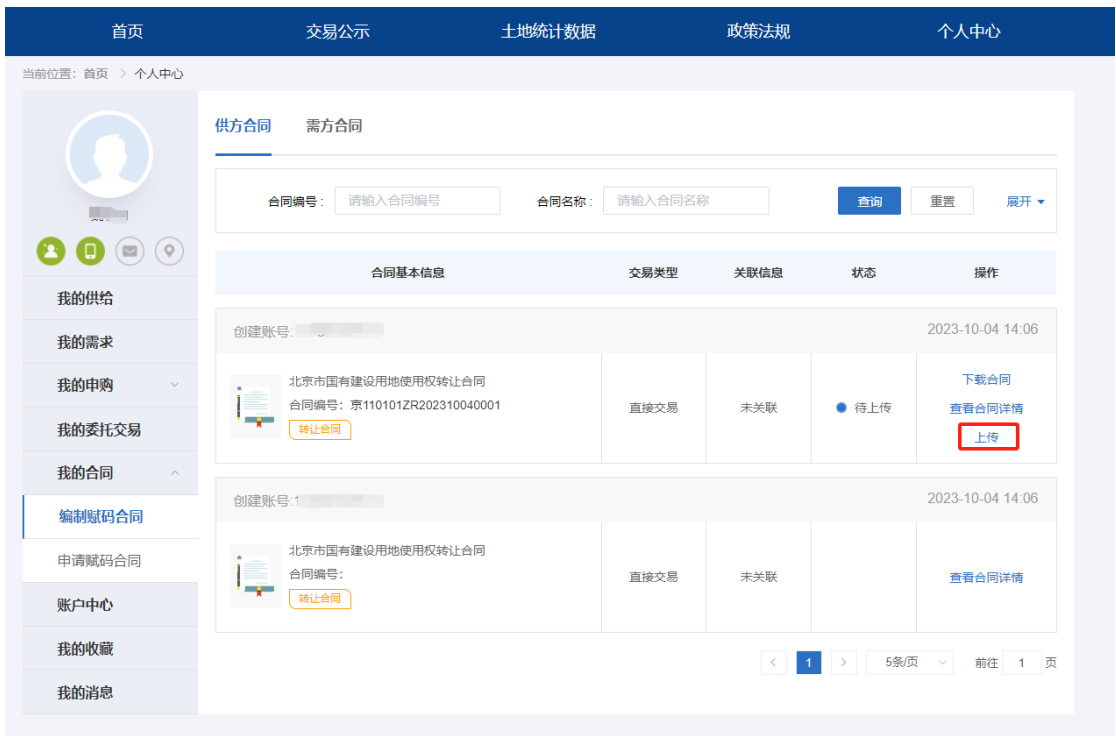 首页 交易公示 土地统计数据 政策法规 个人中心
当前位置：首页 > 个人中心
供方合同 需方合同
合同编号： 请输入合同编号 合同名称： 请输入合同名称 查询 重置 展开
合同基本信息 交易类型 关联信息 状态 操作
我的供给
我的需求
我的申购
我的委托交易
我的合同
编制赋码合同
申请赋码合同
账户中心
我的收藏
我的消息
创建账号: 2023-10-04 14:06
北京市国有建设用地使用权转让合同
合同编号：京110101ZR202310040001
转让合同
直接交易 未关联 待上传
下载合同
查看合同详情
上传
创建账号:1 2023-10-04 14:06
北京市国有建设用地使用权转让合同
合同编号：
转让合同
直接交易 未关联 查看合同详情
< 1 > 5条/页 前往 1 页